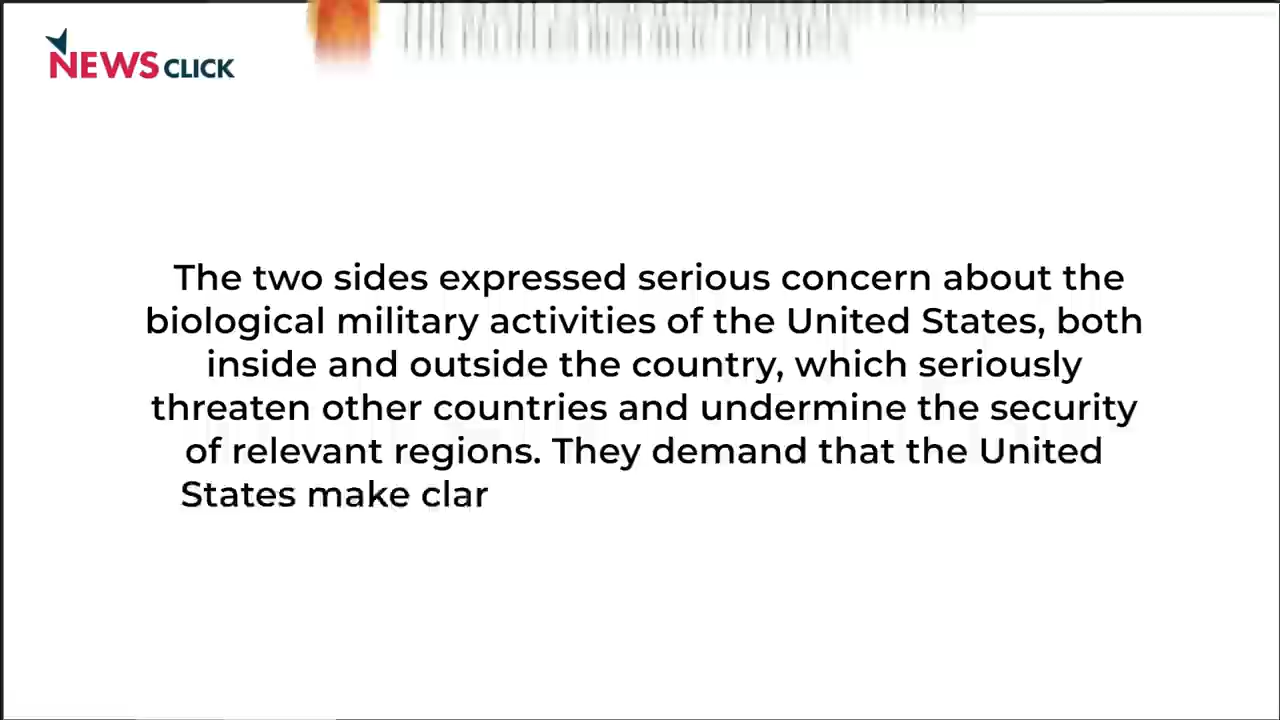 NEWSCLICK
The two sides expressed serious concern about the
biological military activities of the United States, both
inside and outside the country, which seriously
threaten other countries and undermine the security
of relevant regions. They demand that the United
States make clar